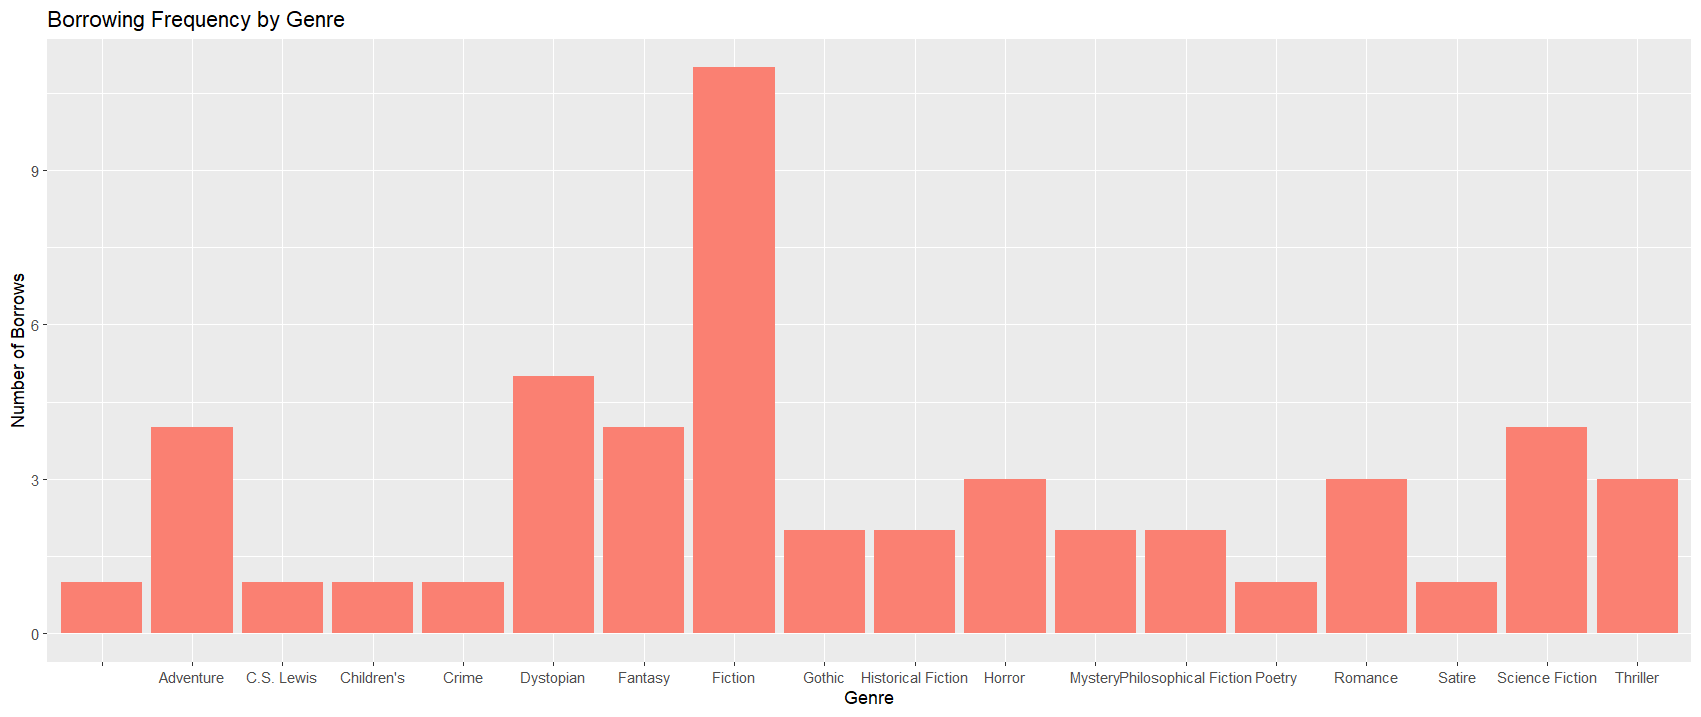 Borrowing Frequency by Genre
Number of Borrows
9
6
3
0
Adventure C.S. Lewis Children's Crime Dystopian Fantasy Fiction Gothic Historical Fiction Horror Mystery Philosophical Fiction Poetry Romance Satire Science Fiction Thriller
Genre